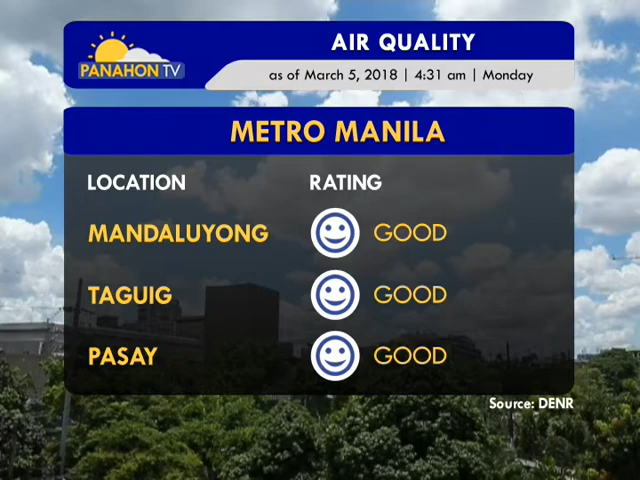 PANAHON TV
AIR QUALITY
as of March 5, 2018 | 4:31 am | Monday
METRO MANILA
LOCATION RATING
MANDALUYONG GOOD
TAGUIG GOOD
PASAY GOOD
Source: DENR